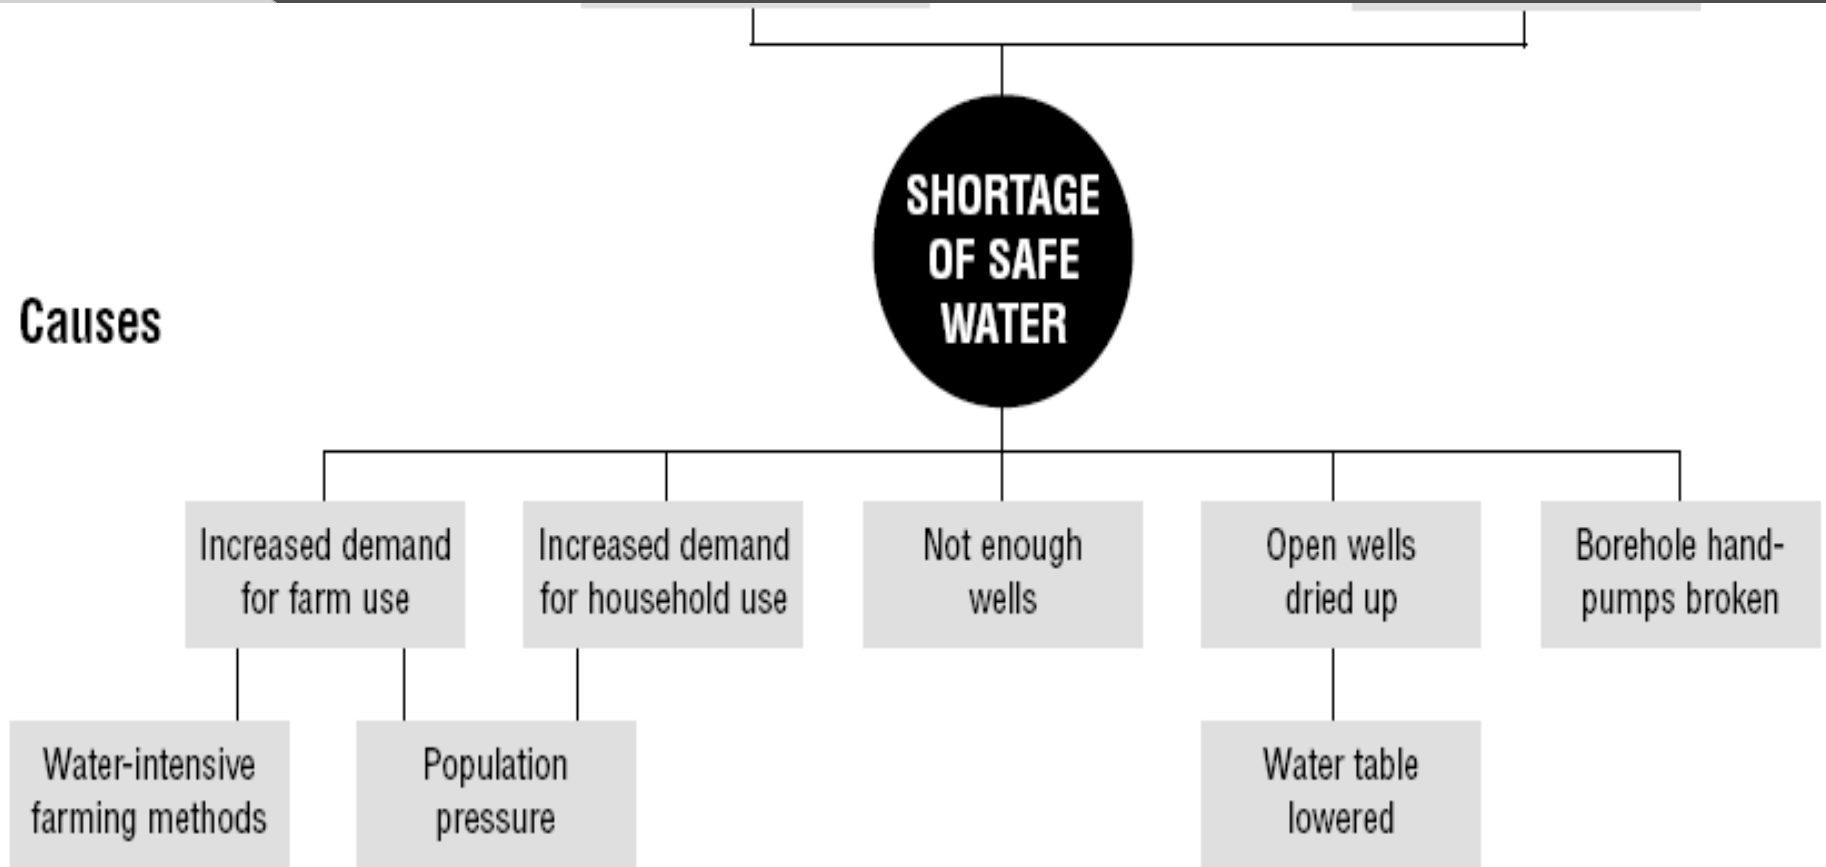 SHORTAGE
OF SAFE
WATER
Causes
Increased demand
for farm use
Increased demand
for household use
Not enough
wells
Open wells
dried up
Borehole hand-
pumps broken
Water-intensive
farming methods
Population
pressure
Water table
lowered